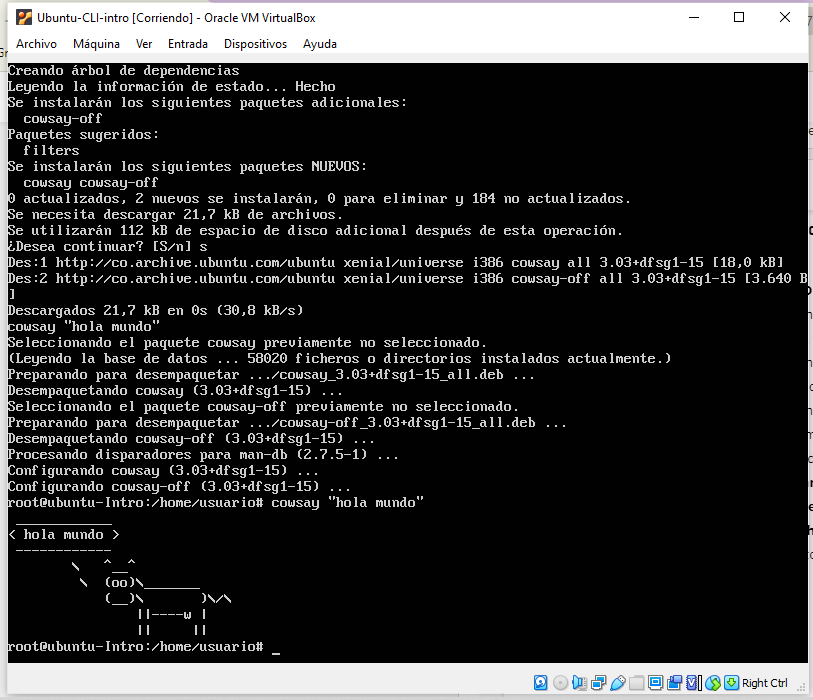 Ubuntu-CLI-intro [Corriendo] - Oracle VM VirtualBox
Archivo Máquina Ver Entrada Dispositivos Ayuda
Creando árbol de dependencias
Leyendo la información de estado... Hecho
Se instalarán los siguientes paquetes adicionales:
  cowsay-off
Paquetes sugeridos:
  filters
Se instalarán los siguientes paquetes NUEVOS:
  cowsay cowsay-off
0 actualizados, 2 nuevos se instalarán, 0 para eliminar y 184 no actualizados.
Se necesita descargar 21,7 kB de archivos.
Se utilizarán 112 kB de espacio de disco adicional después de esta operación.
¿Desea continuar? [S/n] s
Des:1 http://co.archive.ubuntu.com/ubuntu xenial/universe i386 cowsay all 3.03+dfsg1-15 [18,0 kB]
Des:2 http://co.archive.ubuntu.com/ubuntu xenial/universe i386 cowsay-off all 3.03+dfsg1-15 [3.640 B
]
Descargados 21,7 kB en 0s (30,8 kB/s)
cowsay "hola mundo"
Seleccionando el paquete cowsay previamente no seleccionado.
(Leyendo la base de datos ... 58020 ficheros o directorios instalados actualmente.)
Preparando para desempaquetar .../cowsay_3.03+dfsg1-15_all.deb ...
Desempaquetando cowsay (3.03+dfsg1-15) ...
Seleccionando el paquete cowsay-off previamente no seleccionado.
Preparando para desempaquetar .../cowsay-off_3.03+dfsg1-15_all.deb ...
Desempaquetando cowsay-off (3.03+dfsg1-15) ...
Procesando disparadores para man-db (2.7.5-1) ...
Configurando cowsay (3.03+dfsg1-15) ...
Configurando cowsay-off (3.03+dfsg1-15) ...
root@ubuntu-Intro:/home/usuario# cowsay "hola mundo"
 ____________
< hola mundo >
 ------------
        \   ^__^
         \  (oo)\_______
            (__)\       )\/\
                ||----w |
                ||     ||
root@ubuntu-Intro:/home/usuario# _
Right Ctrl